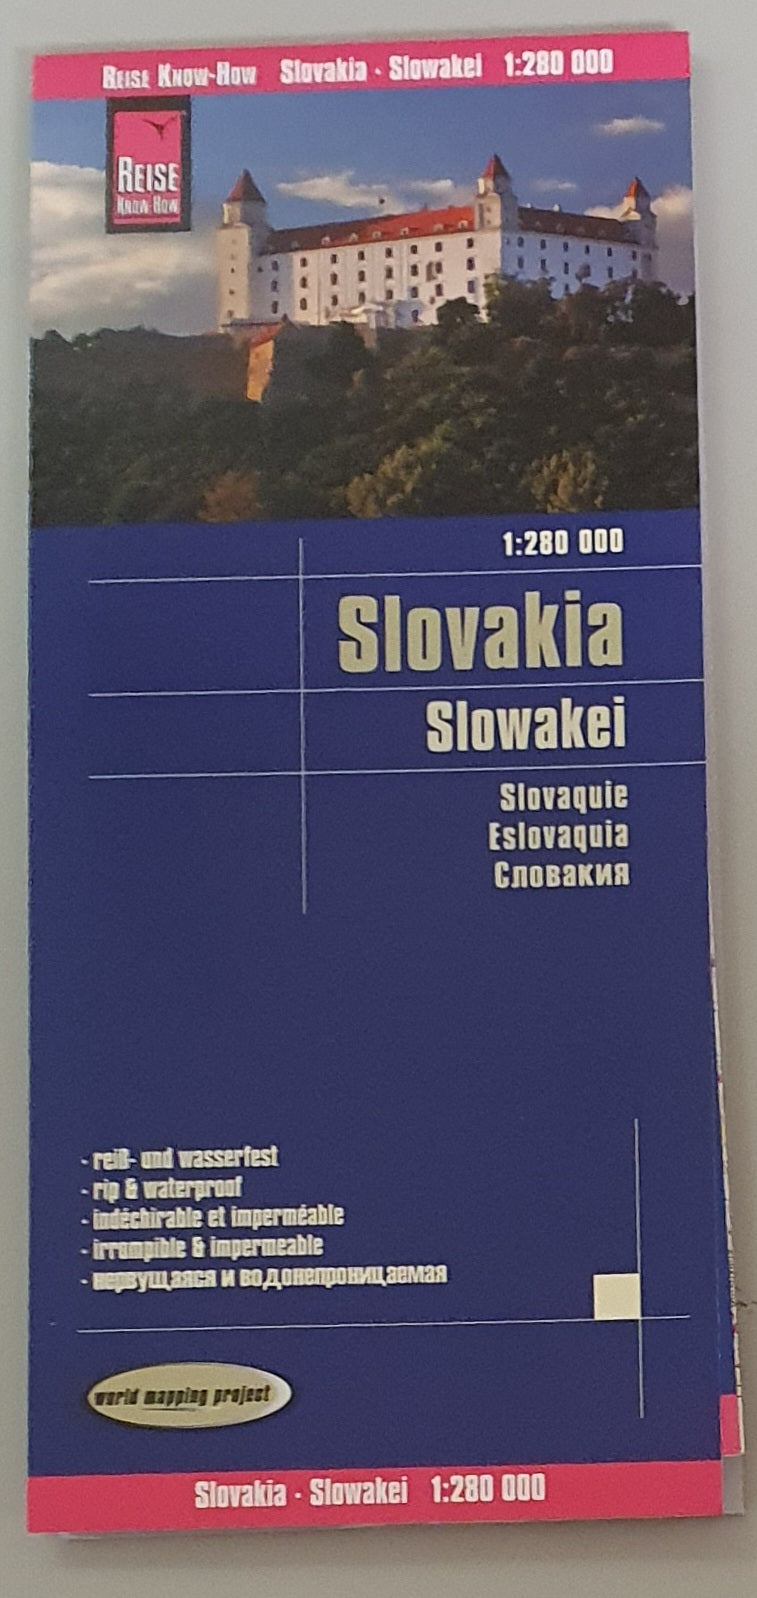 REISE KNOW-HOW Slovakia · Slowakei 1:280 000
REISE
KNOW-HOW
1:280 000
Slovakia
Slowakei
Slovaquie
Eslovaquia
Словакия
- reiß- und wasserfest
- rip & waterproof
- indéchirable et imperméable
- irrompible & impermeable
- нервущаяся и водонепроницаемая
world mapping project
Slovakia · Slowakei 1:280 000